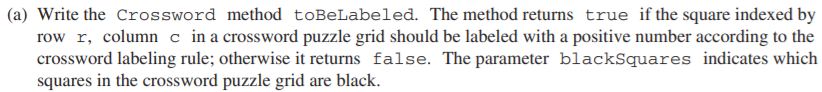 (a) Write the Crossword method toBeLabeled. The method returns true if the square indexed by
row r, column c in a crossword puzzle grid should be labeled with a positive number according to the
crossword labeling rule; otherwise it returns false. The parameter blackSquares indicates which
squares in the crossword puzzle grid are black.